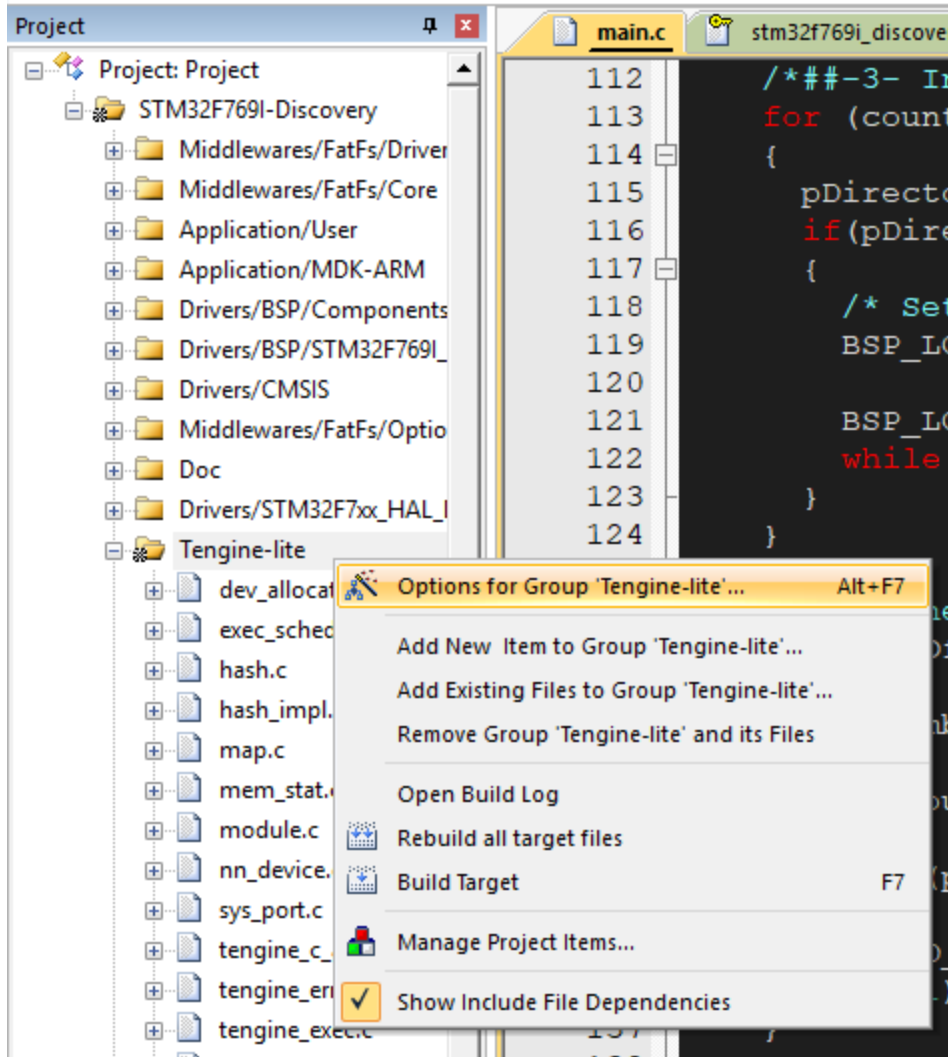 Project
Project: Project
STM32F769I-Discovery
Middlewares/FatFs/Driver
Middlewares/FatFs/Core
Application/User
Application/MDK-ARM
Drivers/BSP/Components
Drivers/BSP/STM32F769I_
Drivers/CMSIS
Middlewares/FatFs/Optio
Doc
Drivers/STM32F7xx_HAL_
Tengine-lite
dev_allocat
exec_sched
hash.c
hash_impl.
map.c
mem_stat.
module.c
nn_device.
sys_port.c
tengine_c_
tengine_er
tengine_exec.c
Options for Group 'Tengine-lite'... Alt+F7
Add New Item to Group 'Tengine-lite'...
Add Existing Files to Group 'Tengine-lite'...
Remove Group 'Tengine-lite' and its Files
Open Build Log
Rebuild all target files
Build Target F7
Manage Project Items...
Show Include File Dependencies
main.c stm32f769i_discove
112 /*##-3- In
113 for (count
114 {
115 pDirecto
116 if(pDire
117 {
118 /* Set
119 BSP_LC
120
121 BSP_LC
122 while
123 }
124 }
137 }